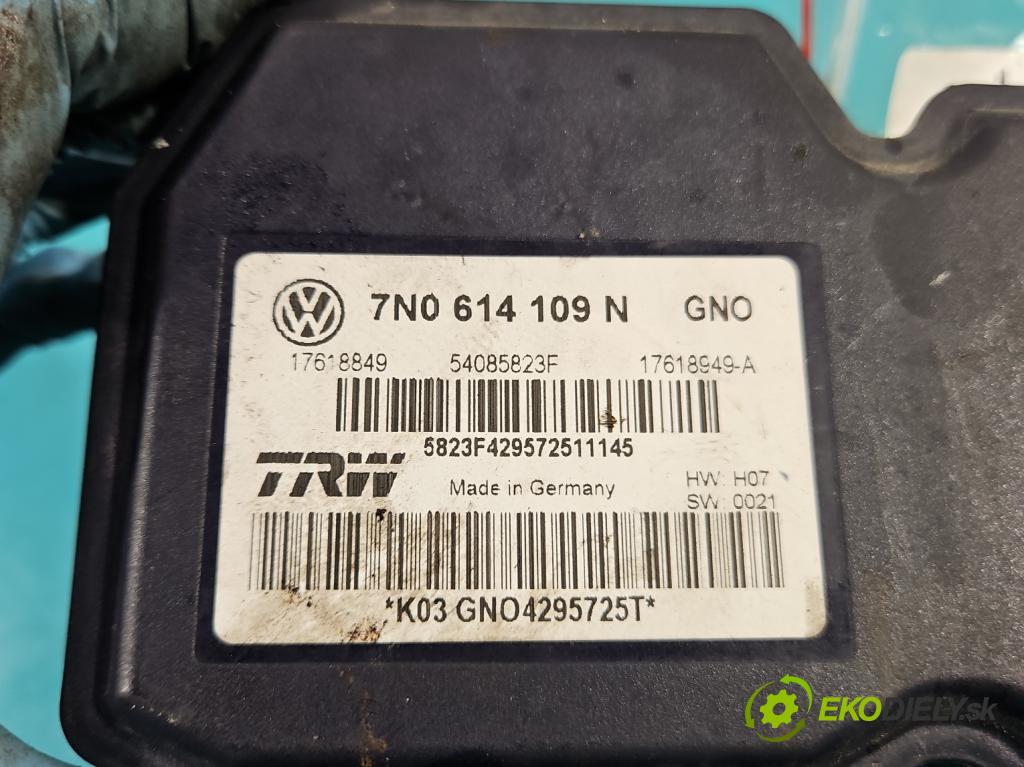 7N0 614 109 N GNO
17618849 54085823F 17618949-A
5823F429572511145
TRW Made in Germany HW: H07
SW: 0021
*K03 GNO4295725T*
EKODIELY.sk